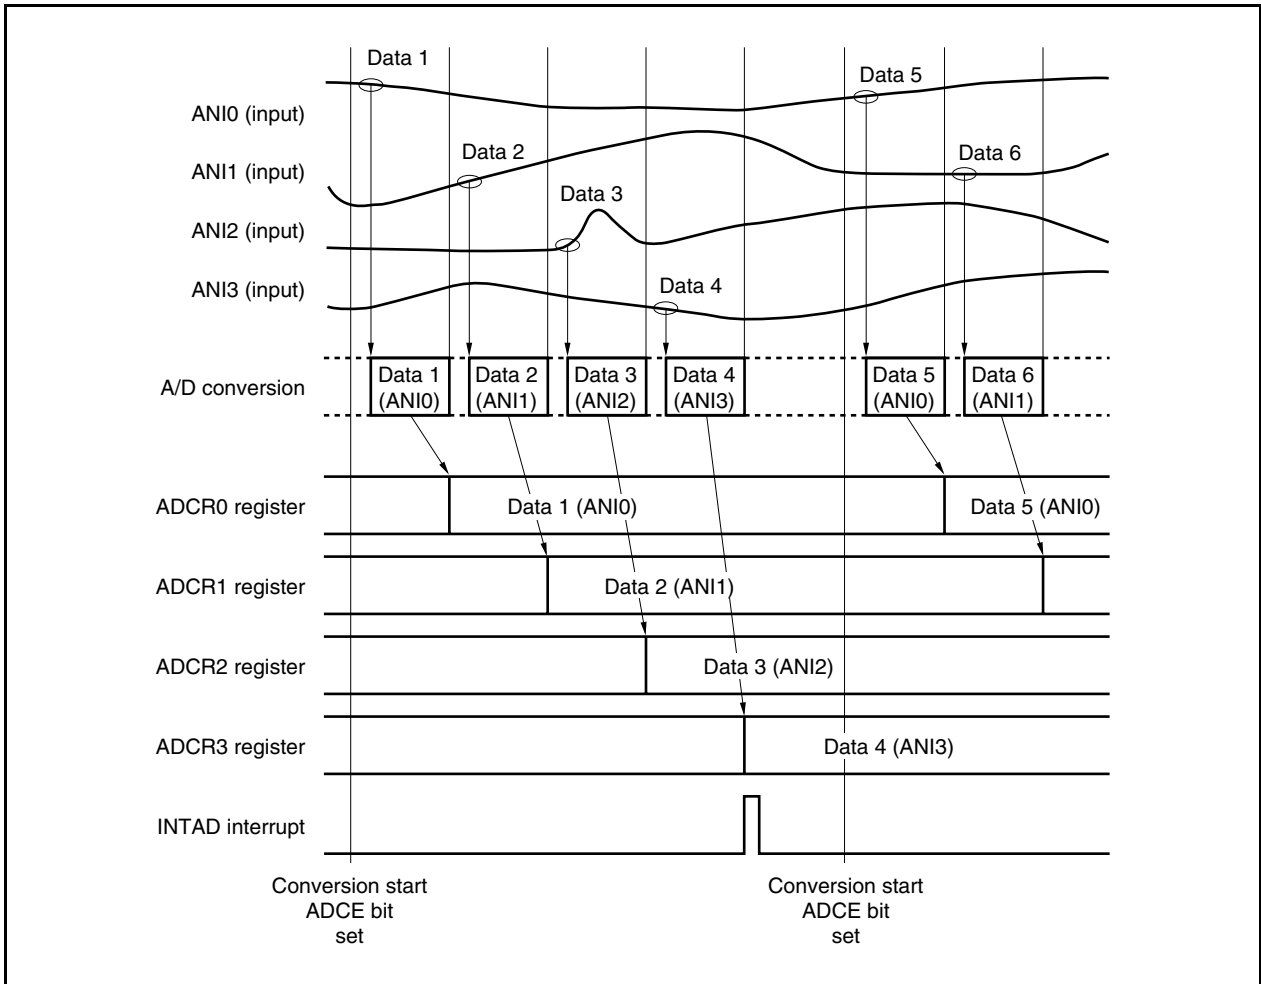 Data 1
Data 5
ANI0 (input)
Data 2
Data 6
ANI1 (input)
Data 3
ANI2 (input)
Data 4
ANI3 (input)
A/D conversion
Data 1
(ANI0)
Data 2
(ANI1)
Data 3
(ANI2)
Data 4
(ANI3)
Data 5
(ANI0)
Data 6
(ANI1)
ADCR0 register
Data 1 (ANI0)
Data 5 (ANI0)
ADCR1 register
Data 2 (ANI1)
ADCR2 register
Data 3 (ANI2)
ADCR3 register
Data 4 (ANI3)
INTAD interrupt
Conversion start
ADCE bit
set
Conversion start
ADCE bit
set